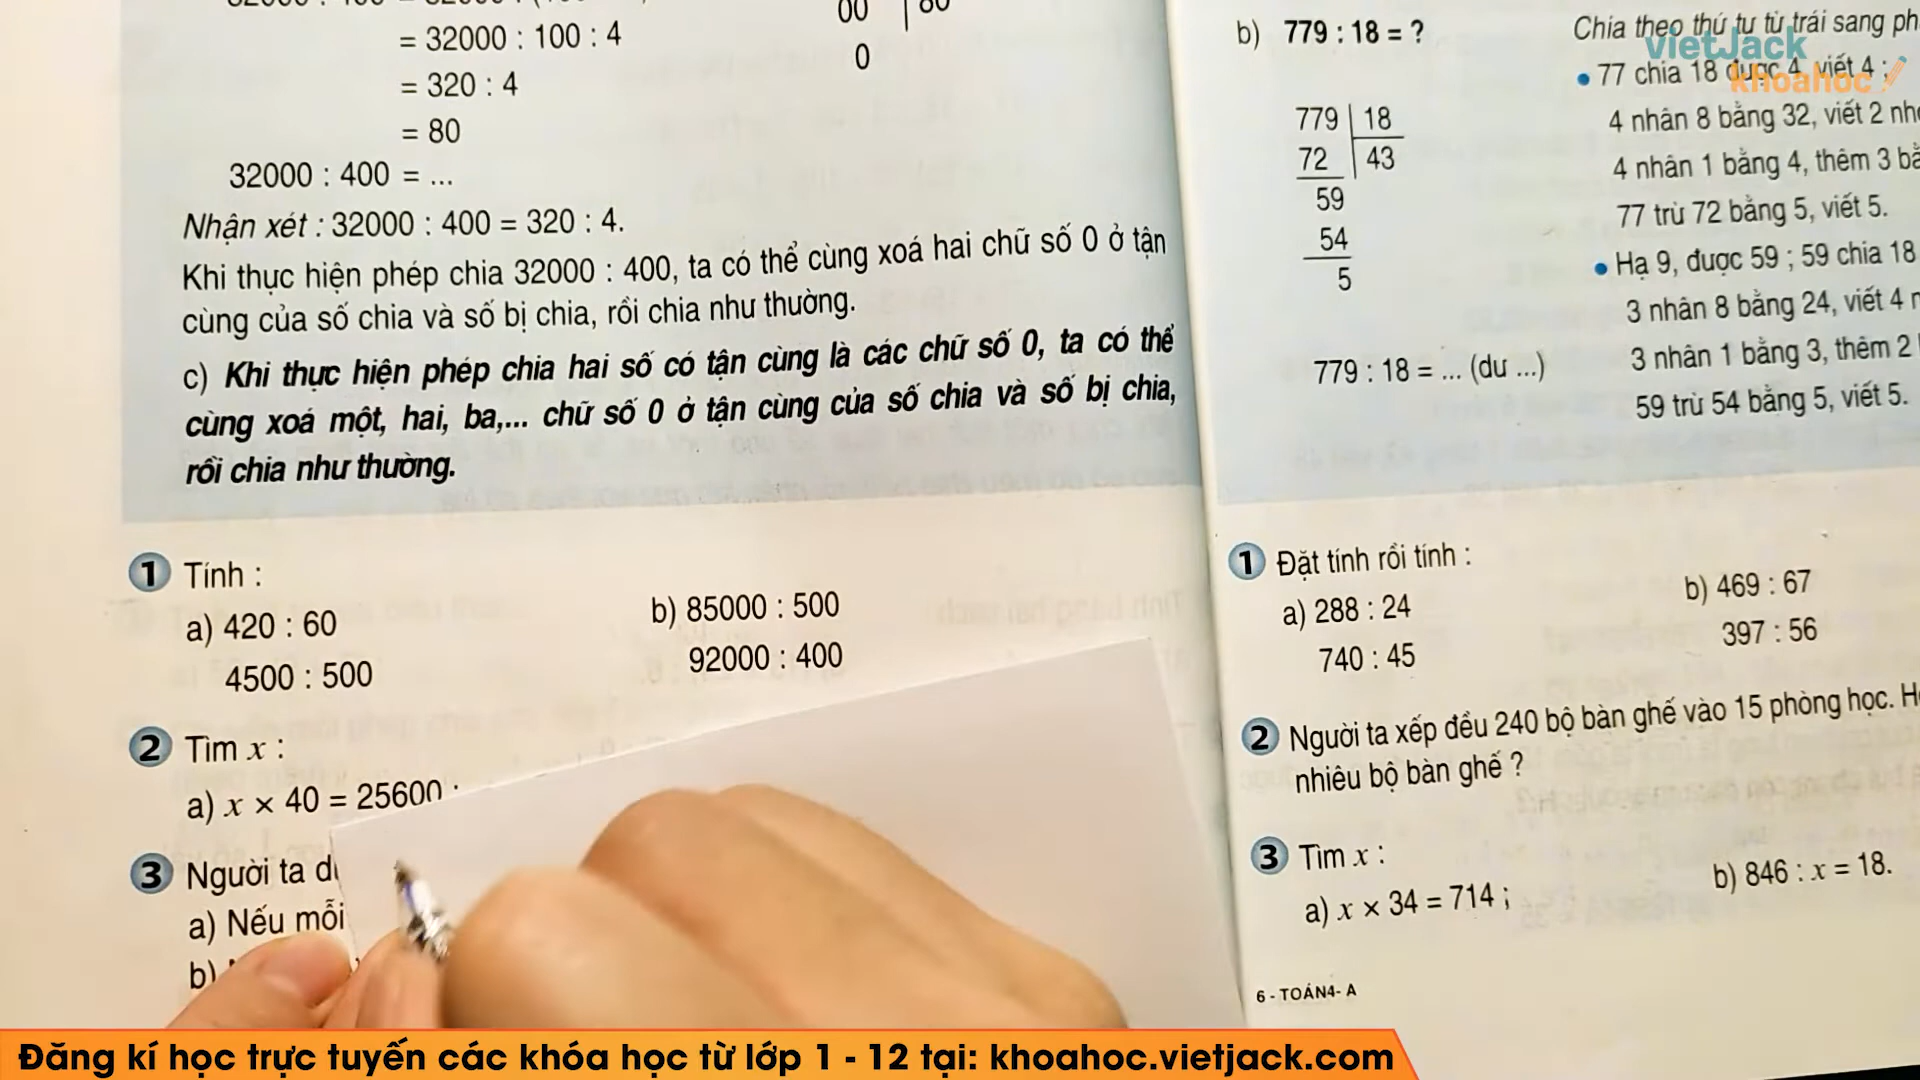 = 32000 : 100 : 4
= 320 : 4
= 80
00 | 80
0
32000 : 400 = ...
Nhận xét : 32000 : 400 = 320 : 4.
Khi thực hiện phép chia 32000 : 400, ta có thể cùng xoá hai chữ số 0 ở tận
cùng của số chia và số bị chia, rồi chia như thường.
c) Khi thực hiện phép chia hai số có tận cùng là các chữ số 0, ta có thể
cùng xoá một, hai, ba,... chữ số 0 ở tận cùng của số chia và số bị chia,
rồi chia như thường.
1 Tính :
a) 420 : 60
4500 : 500
b) 85000 : 500
92000 : 400
2 Tìm x :
a) x × 40 = 25600
3 Người ta
a) Nếu mỗi
b)
b) 779 : 18 = ?
779 | 18
72 | 43
59
54
5
779 : 18 = ... (dư ...)
Chia theo thứ tự từ trái sang
• 77 chia 18 được 4, viết 4 ;
4 nhân 8 bằng 32, viết 2
4 nhân 1 bằng 4, thêm 3
77 trừ 72 bằng 5, viết 5.
• Hạ 9, được 59 ; 59 chia 18
3 nhân 8 bằng 24, viết 4
3 nhân 1 bằng 3, thêm 2
59 trừ 54 bằng 5, viết 5.
vietJack
khoahoc
1 Đặt tính rồi tính :
a) 288 : 24
740 : 45
b) 469 : 67
397 : 56
2 Người ta xếp đều 240 bộ bàn ghế vào 15 phòng học.
nhiêu bộ bàn ghế ?
3 Tìm x :
a) x × 34 = 714 ;
b) 846 : x = 18.
6 - TOÁN4- A
Đăng kí học trực tuyến các khóa học từ lớp 1 - 12 tại: khoahoc.vietjack.com